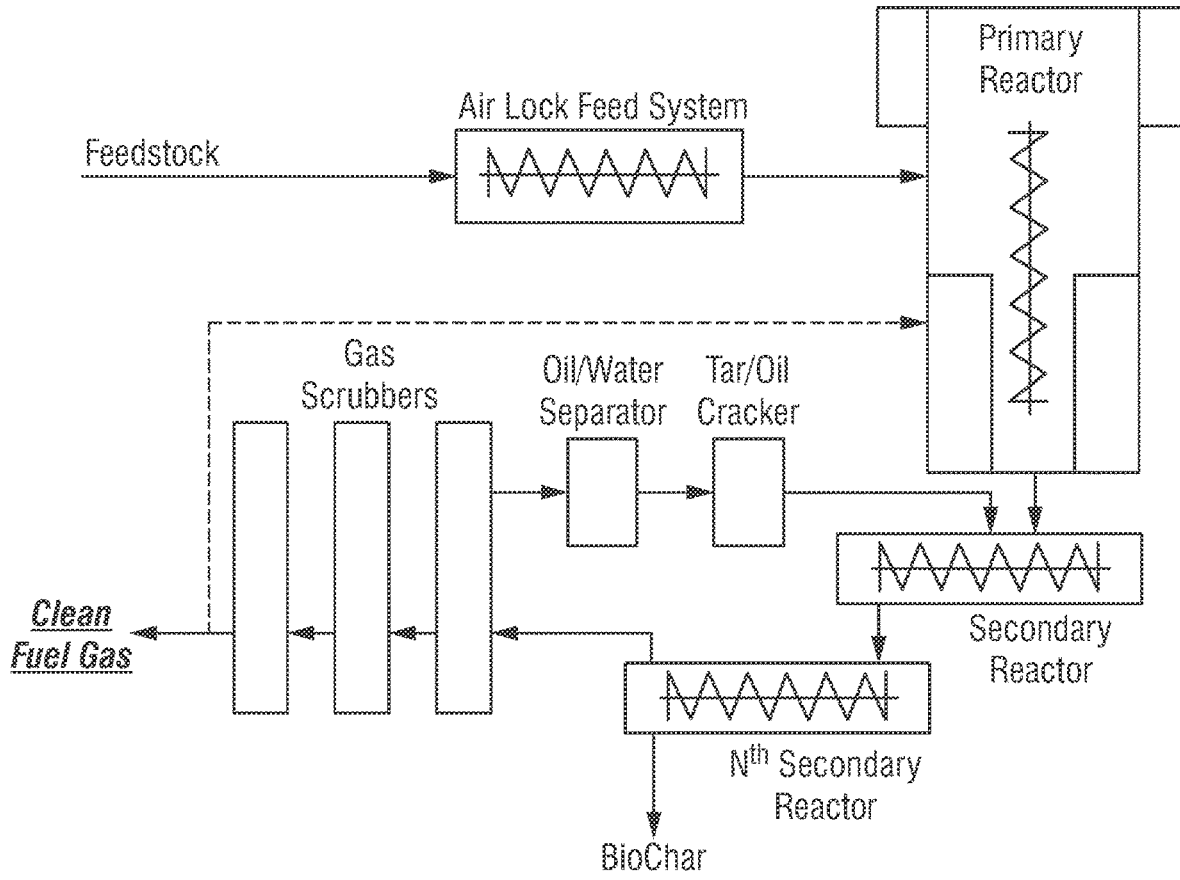 Primary
Reactor
Air Lock Feed System
Feedstock
Gas
Scrubbers
Oil/Water
Separator
Tar/Oil
Cracker
Clean
Fuel Gas
Secondary
Reactor
Nth Secondary
Reactor
BioChar